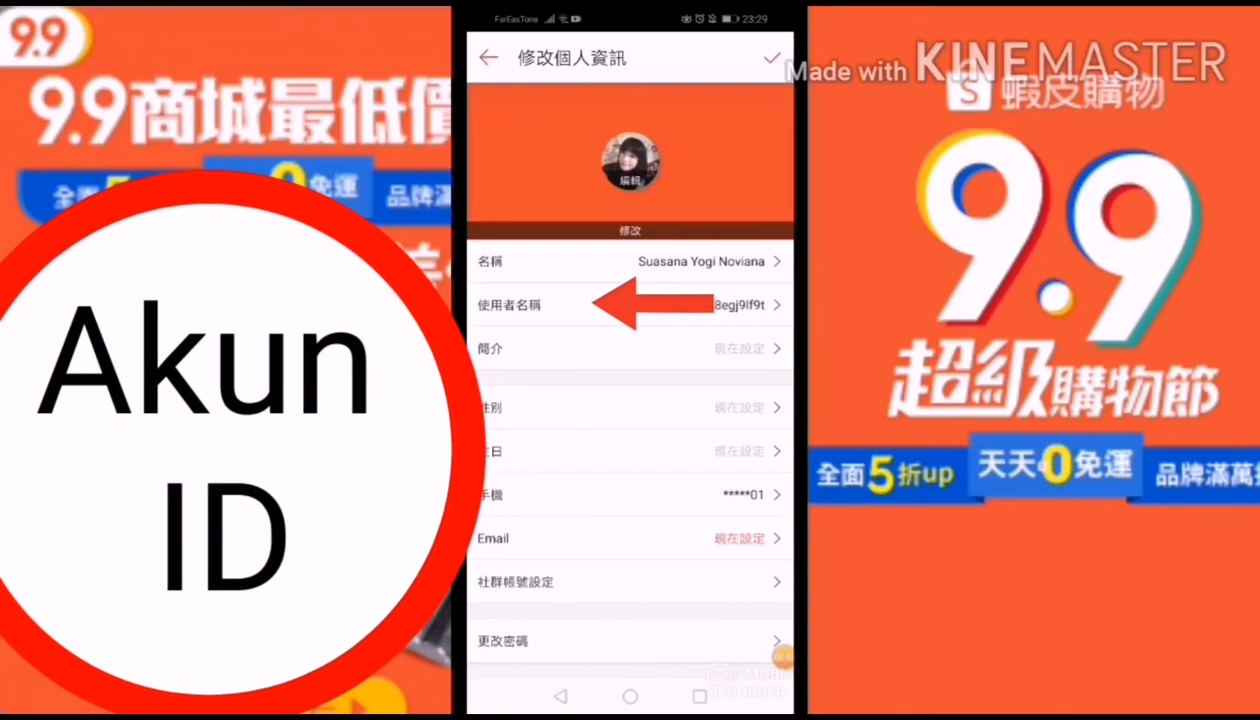 9.9
9.9商城最低價
免運
品牌滿
Akun
ID
FarEasTone
23:29
修改個人資訊
編輯
修改
名稱
Suasana Yogi Noviana
使用者名稱
8egj9lf9t
簡介
現在設定
性別
現在設定
生日
現在設定
手機
*****01
Email
現在設定
社群帳號設定
更改密碼
MOBI
RECORDER
Made with KINEMASTER
蝦皮購物
9.9
超級購物節
全面5折up
天天0免運
品牌滿萬